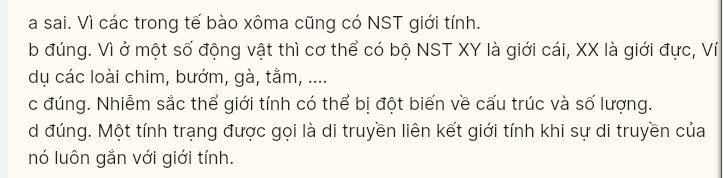 a sai. Vì các trong tế bào xôma cũng có NST giới tính.
b đúng. Vì ở một số động vật thì cơ thể có bộ NST XY là giới cái, XX là giới đực, Ví
dụ các loài chim, bướm, gà, tằm, ....
c đúng. Nhiễm sắc thể giới tính có thể bị đột biến về cấu trúc và số lượng.
d đúng. Một tính trạng được gọi là di truyền liên kết giới tính khi sự di truyền của
nó luôn gắn với giới tính.